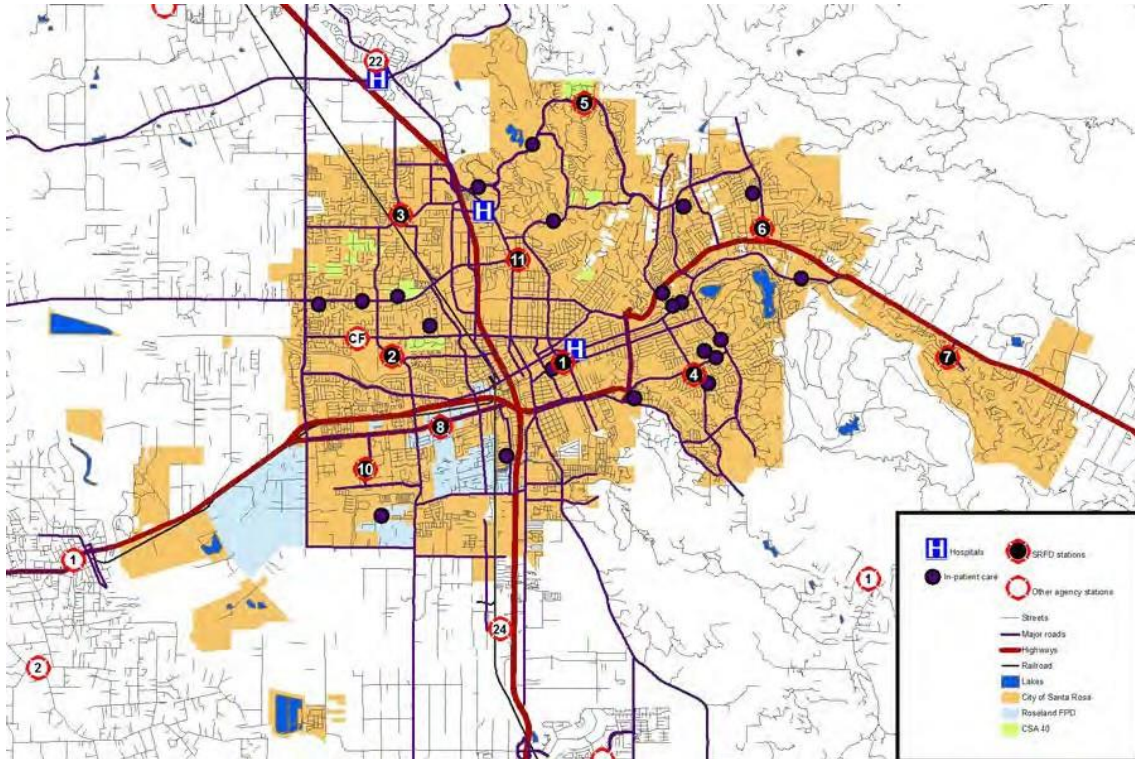 22
H
5
3
H
6
11
CF
2
H
1
7
4
8
10
1
24
1
2
H Hospitals
SRFD stations
In-patient care
Other agency stations
Streets
Major roads
Highways
Railroad
Lakes
City of Santa Rosa
Roseland FPD
CSA 40